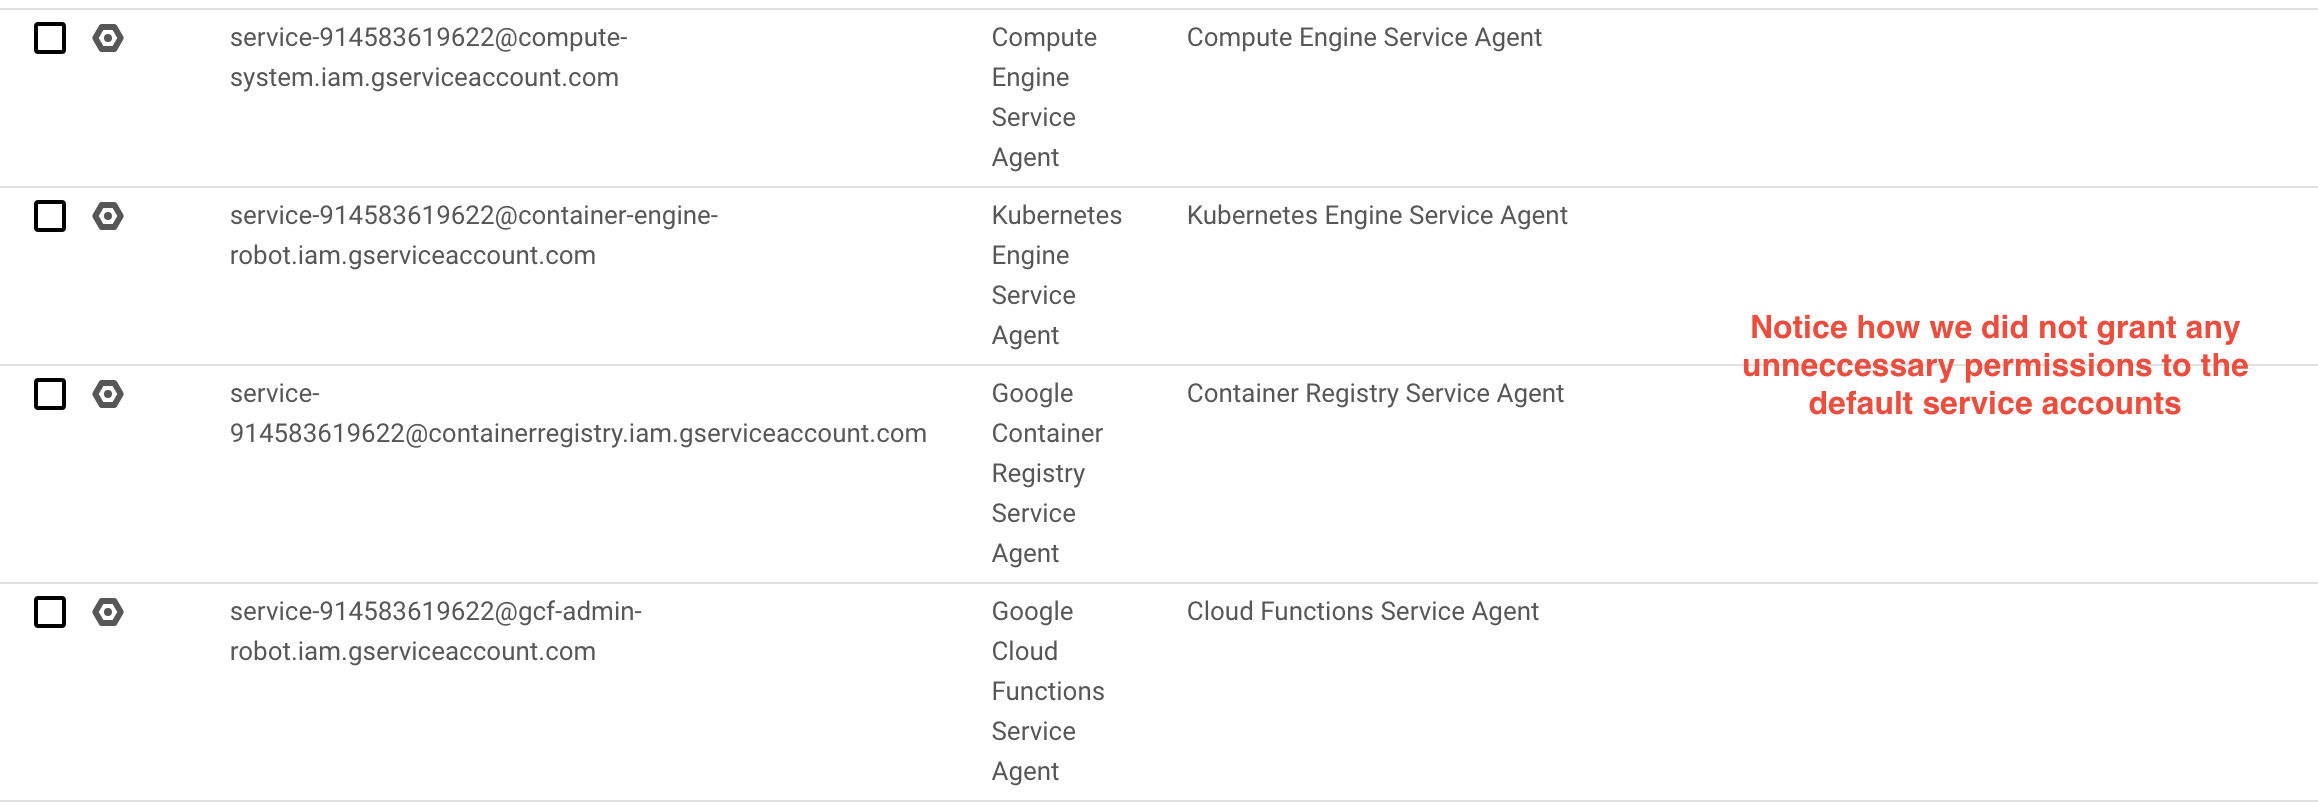 service-914583619622@compute-
system.iam.gserviceaccount.com
Compute
Engine
Service
Agent
Compute Engine Service Agent
service-914583619622@container-engine-
robot.iam.gserviceaccount.com
Kubernetes
Engine
Service
Agent
Kubernetes Engine Service Agent
Notice how we did not grant any
unneccessary permissions to the
default service accounts
service-
914583619622@containerregistry.iam.gserviceaccount.com
Google
Container
Registry
Service
Agent
Container Registry Service Agent
service-914583619622@gcf-admin-
robot.iam.gserviceaccount.com
Google
Cloud
Functions
Service
Agent
Cloud Functions Service Agent